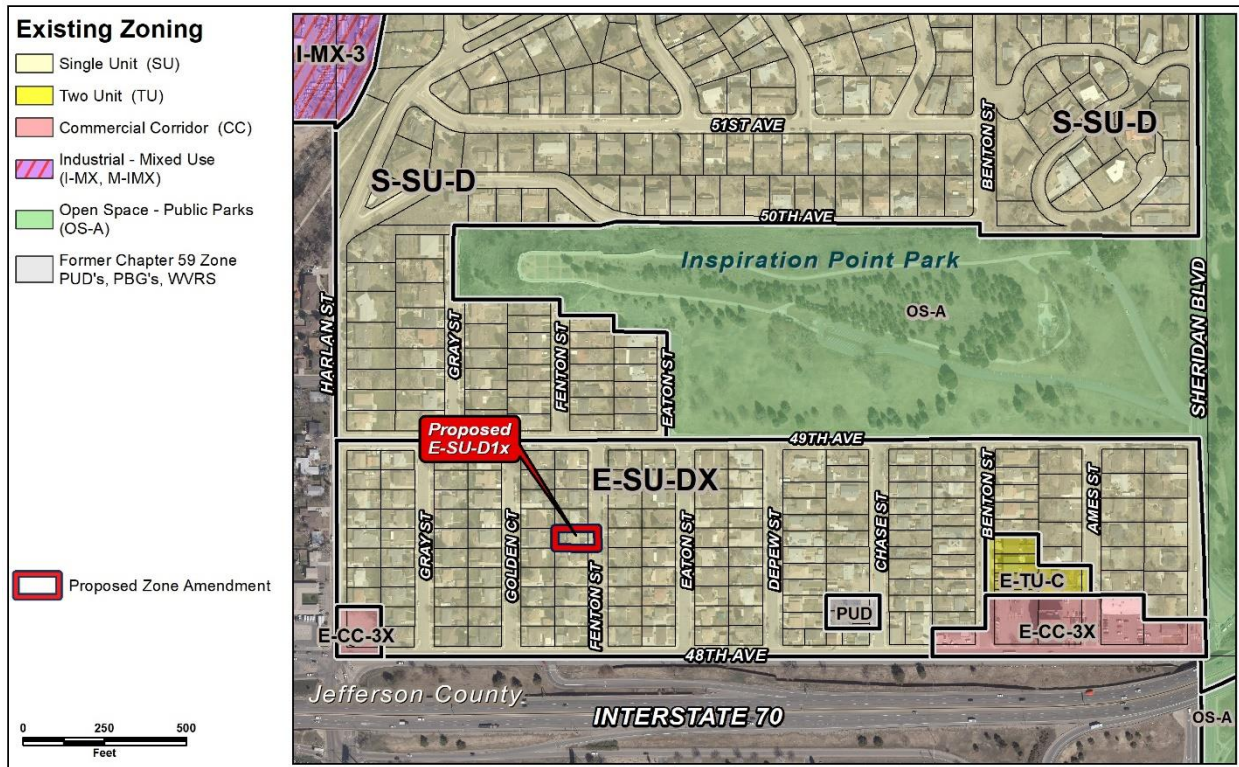 Existing Zoning
Single Unit (SU)
Two Unit (TU)
Commercial Corridor (CC)
Industrial - Mixed Use
(I-MX, M-IMX)
Open Space - Public Parks
(OS-A)
Former Chapter 59 Zone
PUD's, PBG's, WVRS
Proposed Zone Amendment
0 250 500
Feet
I-MX-3
51ST AVE
BENTON ST
S-SU-D
S-SU-D
50TH AVE
Inspiration Point Park
OS-A
HARLAN ST
GRAY ST
FENTON ST
EATON ST
SHERIDAN BLVD
49TH AVE
Proposed
E-SU-D1x
E-SU-DX
GRAY ST
GOLDEN CT
FENTON ST
EATON ST
DEPEW ST
CHASE ST
BENTON ST
AMES ST
E-TU-C
PUD
E-CC-3X
E-CC-3X
48TH AVE
Jefferson County
INTERSTATE 70
OS-A